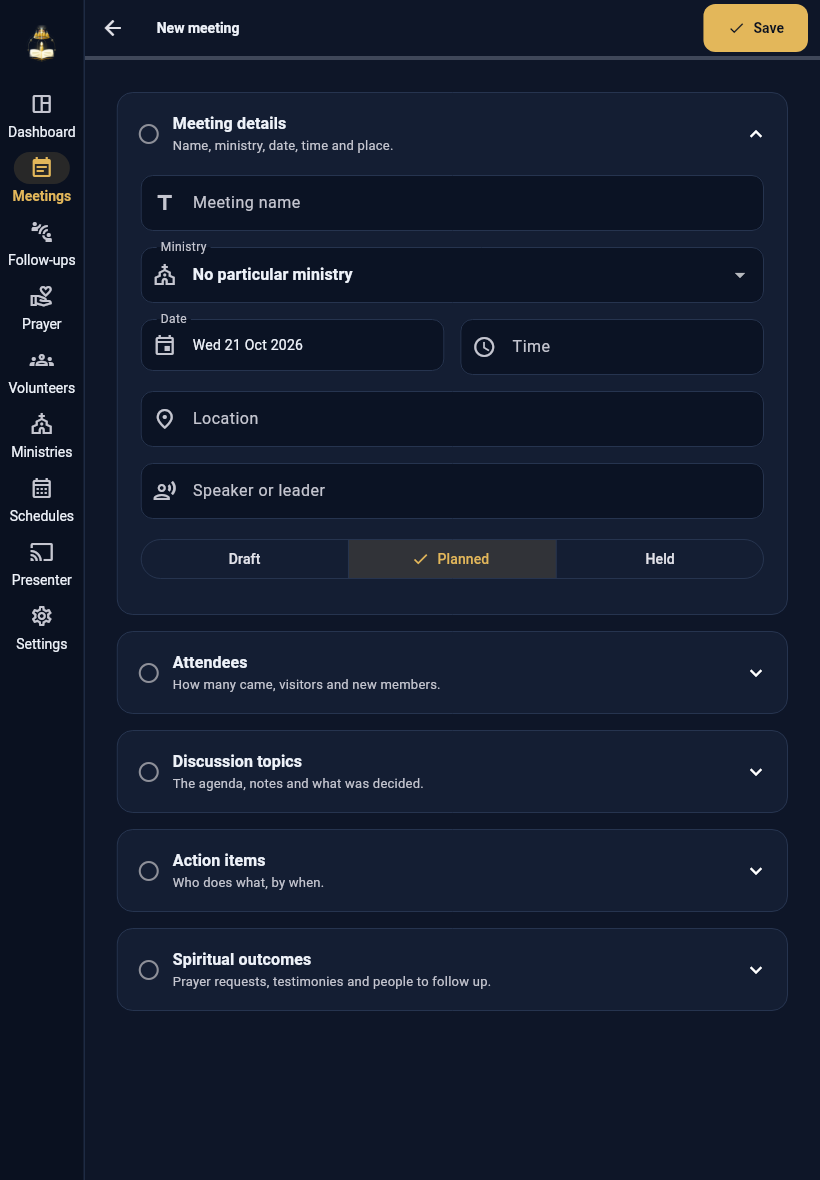 New meeting
Save
Dashboard
Meetings
Follow-ups
Prayer
Volunteers
Ministries
Schedules
Presenter
Settings
Meeting details
Name, ministry, date, time and place.
Meeting name
Ministry
No particular ministry
Date
Wed 21 Oct 2026
Time
Location
Speaker or leader
Draft
Planned
Held
Attendees
How many came, visitors and new members.
Discussion topics
The agenda, notes and what was decided.
Action items
Who does what, by when.
Spiritual outcomes
Prayer requests, testimonies and people to follow up.